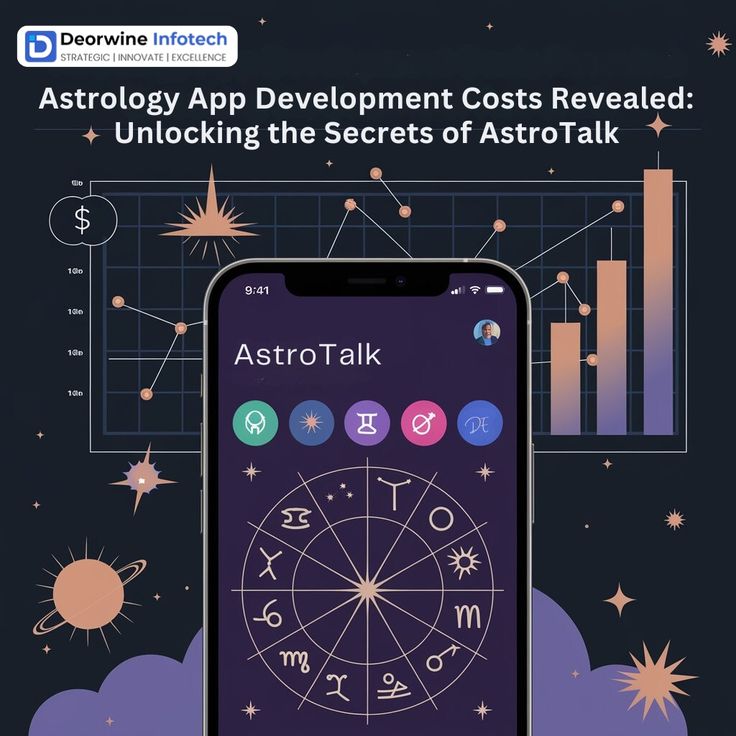 Deorwine Infotech
STRATEGIC | INNOVATE | EXCELLENCE
Astrology App Development Costs Revealed:
Unlocking the Secrets of AstroTalk
$
9:41
AstroTalk